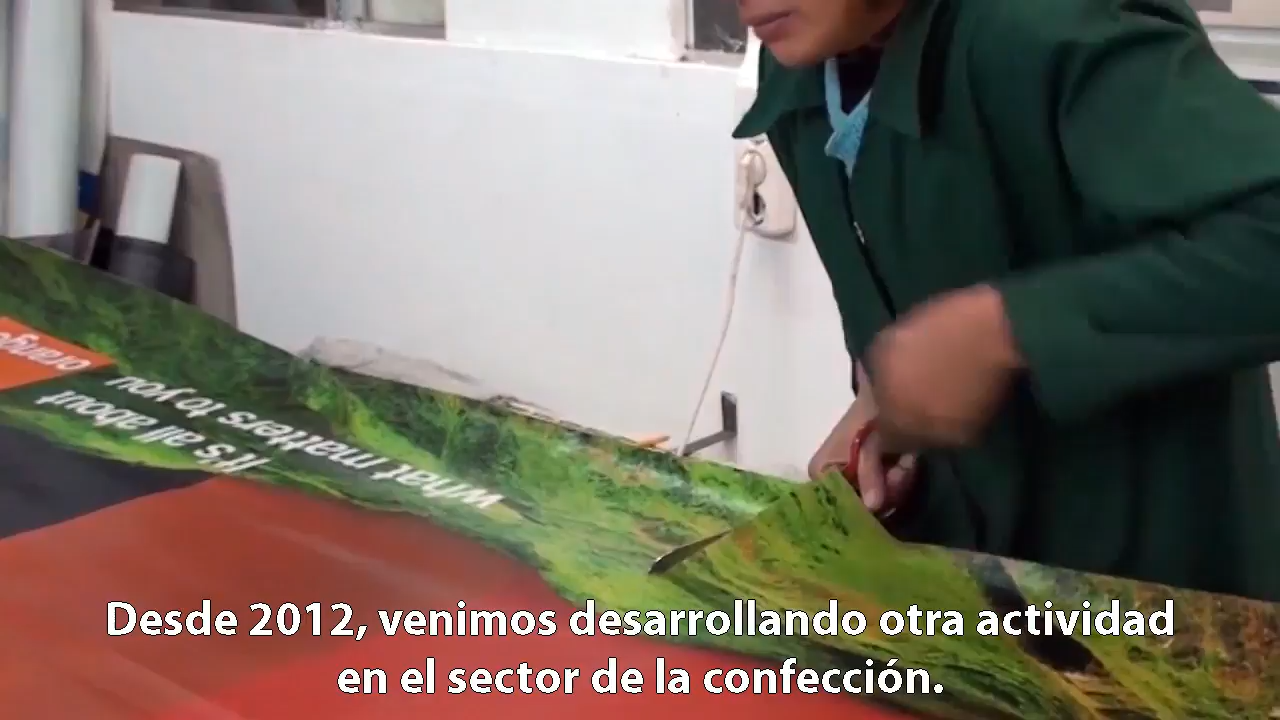 orange
It's all about
what matters to you
Desde 2012, venimos desarrollando otra actividad
en el sector de la confección.